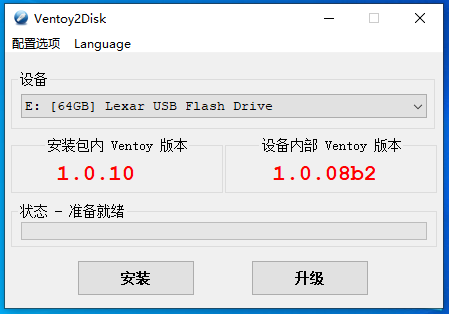 Ventoy2Disk
配置选项 Language
设备
E: [64GB] Lexar USB Flash Drive
安装包内 Ventoy 版本 设备内部 Ventoy 版本
1.0.10 1.0.08b2
状态 - 准备就绪
安装 升级